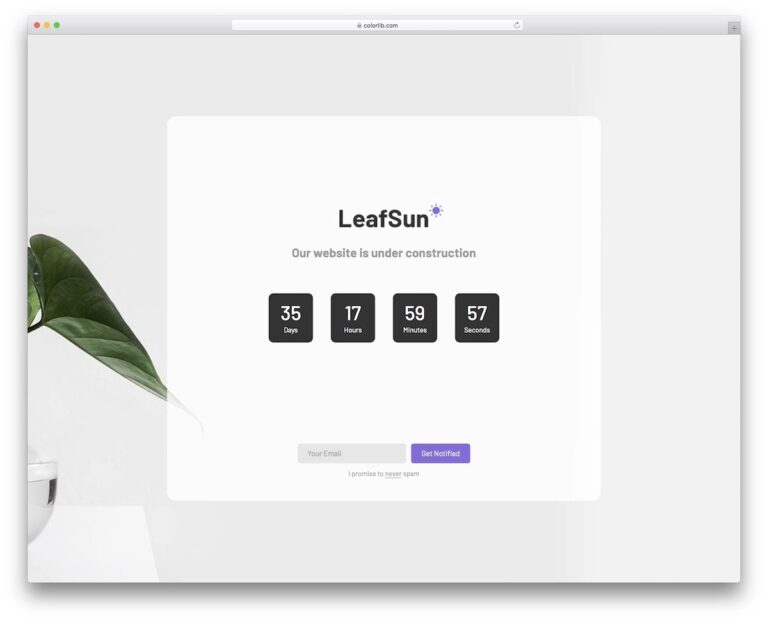 colorlib.com
LeafSun
Our website is under construction
35 17 59 57
Days Hours Minutes Seconds
Your Email Get Notified
I promise to never spam